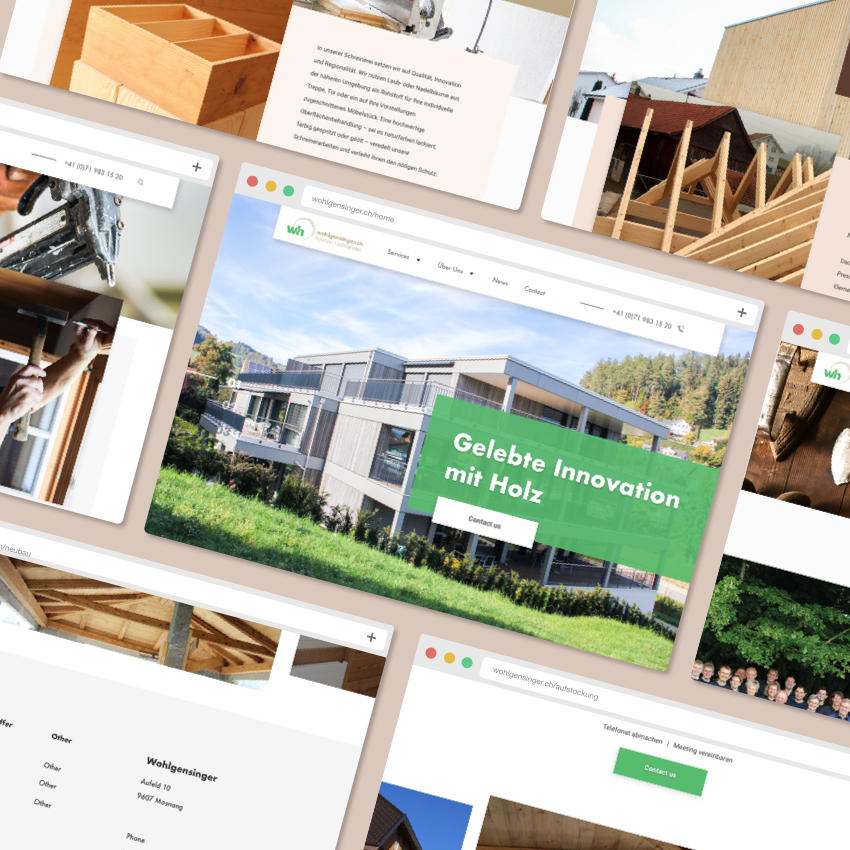 In unserer Schreinerei setzen wir auf Qualität, Innovation
und Regionalität. Wir nutzen Laub- oder Nadelbäume aus
der näheren Umgebung als Rohstoff für Ihre individuelle
Treppe, Tür oder ein auf Ihre Vorstellungen
zugeschnittenes Möbelstück. Eine hochwertige
Oberflächenbehandlung – sei es naturfarben lackiert,
farbig gespritzt oder geölt – veredelt unsere
Schreinerarbeiten und verleiht ihnen den nötigen Schutz.
+41 (0)71 983 15 20
wohlgensinger.ch/home
wh
wohlgensinger.ch
Services
Über Uns
News
Contact
+41 (0)71 983 15 20
Gelebte Innovation
mit Holz
Contact us
wh
/neubau
Other
Other
Other
Other
Wohlgensinger
Aufeld 10
9607 Mosnang
Phone
wohlgensinger.ch/aufstockung
Telefonat abmachen | Meeting vereinbaren
Contact us